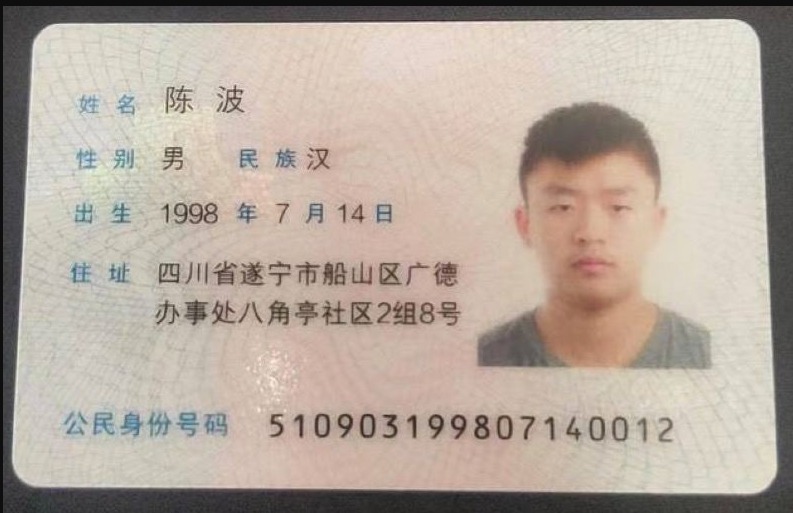 姓名 陈波
性别 男 民族 汉
出生 1998 年 7 月 14 日
住址 四川省遂宁市船山区广德
办事处八角亭社区2组8号
公民身份号码 510903199807140012